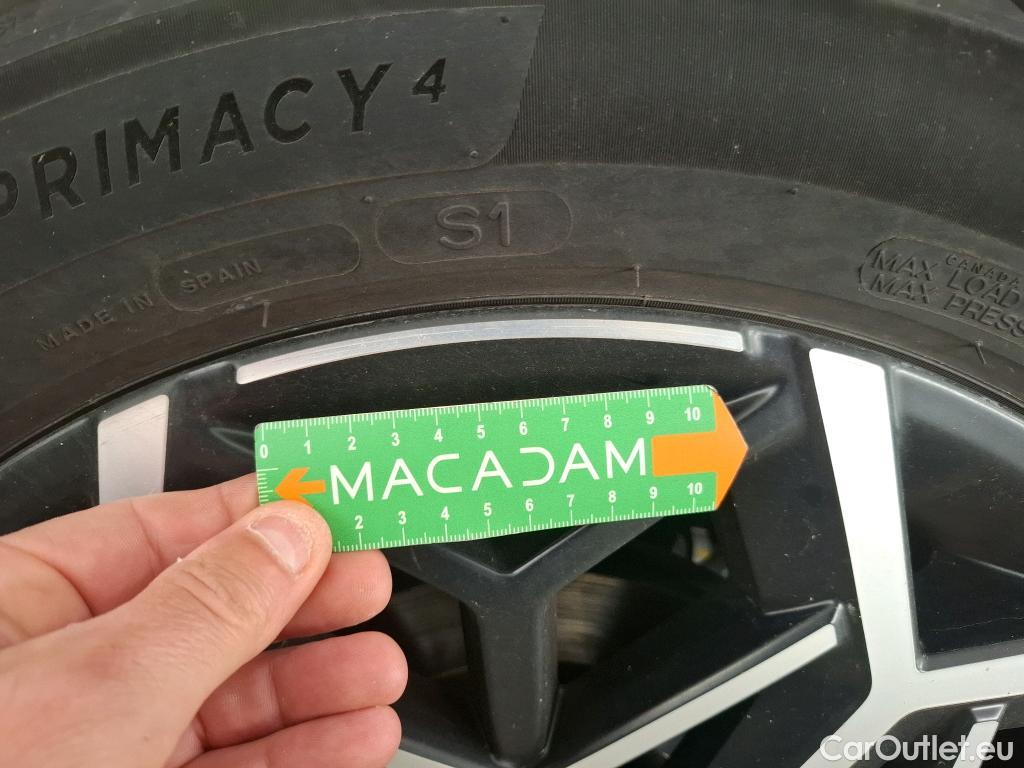 PRIMACY 4
S1
MADE IN SPAIN
CANADA
MAX LOAD
MAX PRESS
0 1 2 3 4 5 6 7 8 9 10
MACADAM
2 3 4 5 6 7 8 9 10
CarOutlet.eu